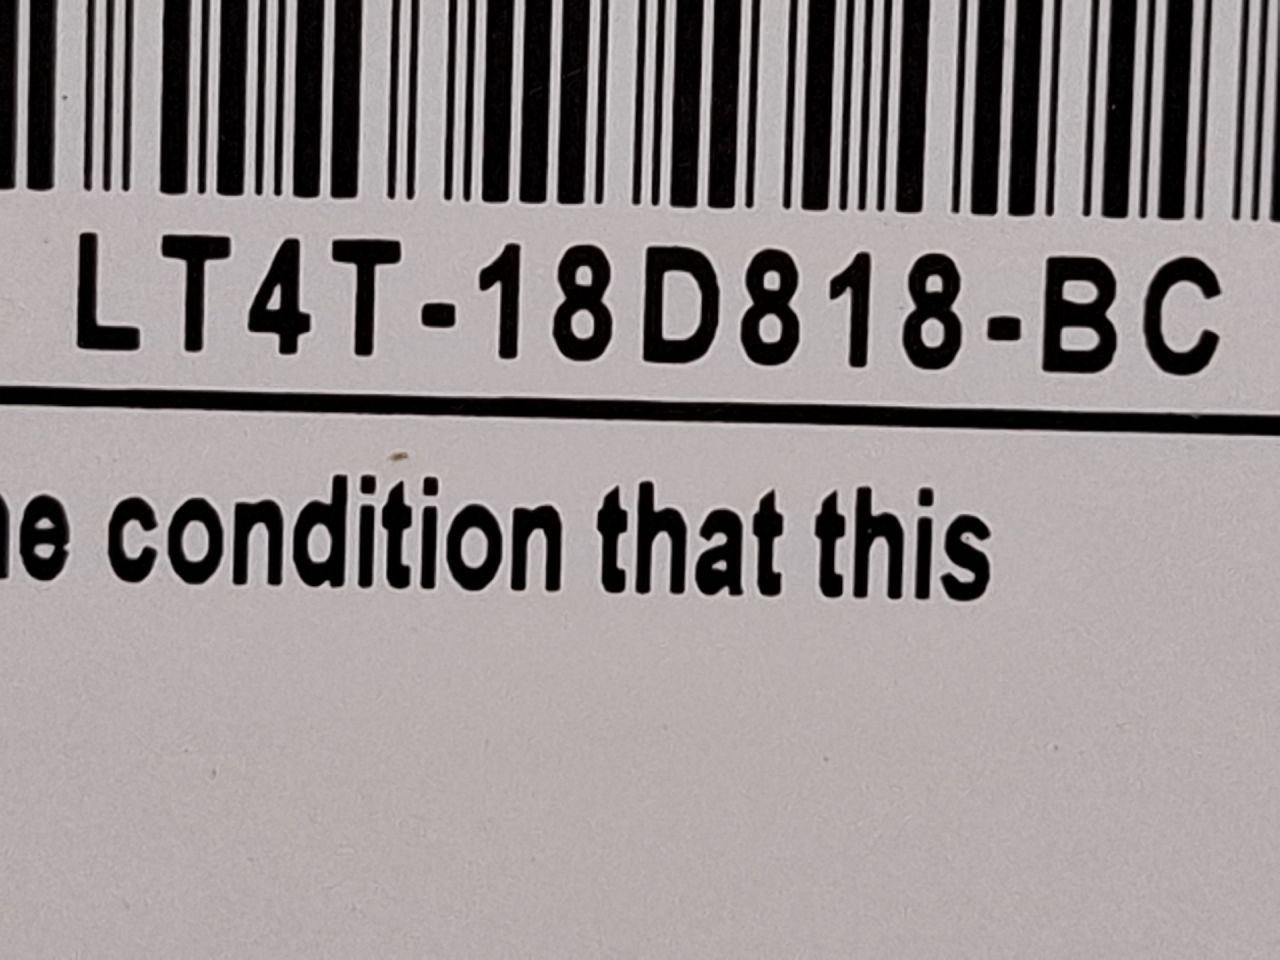 LT4T-18D818-BC
condition that this